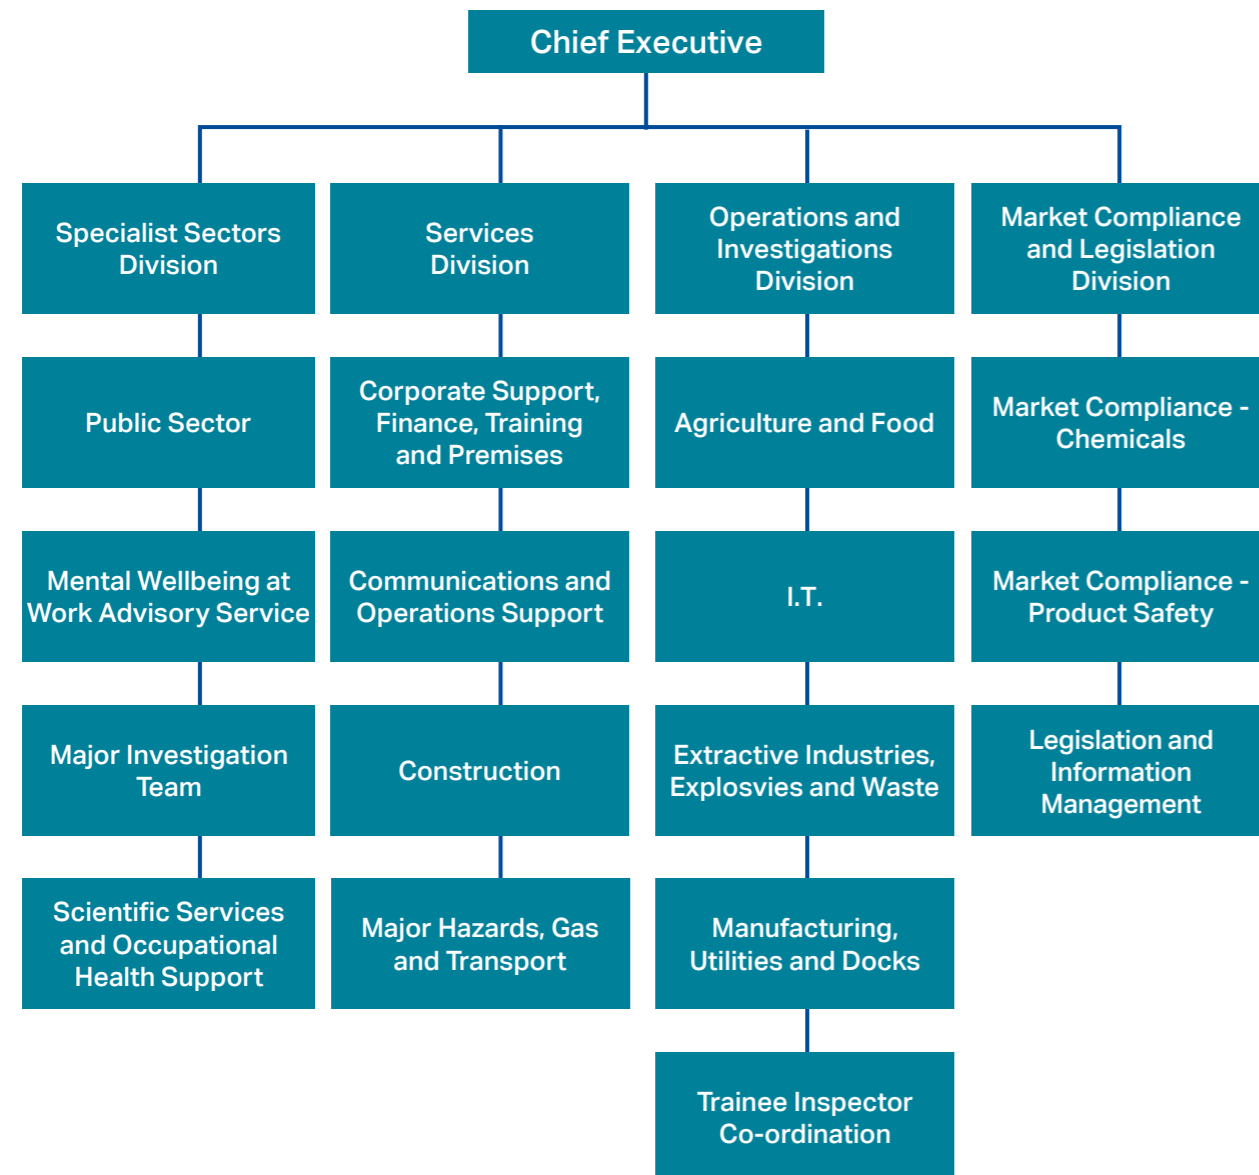 Chief Executive
Specialist Sectors
Division
Public Sector
Mental Wellbeing at
Work Advisory Service
Major Investigation
Team
Scientific Services
and Occupational
Health Support
Services
Division
Corporate Support,
Finance, Training
and Premises
Communications and
Operations Support
Construction
Major Hazards, Gas
and Transport
Operations and
Investigations
Division
Agriculture and Food
I.T.
Extractive Industries,
Explosvies and Waste
Manufacturing,
Utilities and Docks
Trainee Inspector
Co-ordination
Market Compliance
and Legislation
Division
Market Compliance -
Chemicals
Market Compliance -
Product Safety
Legislation and
Information
Management